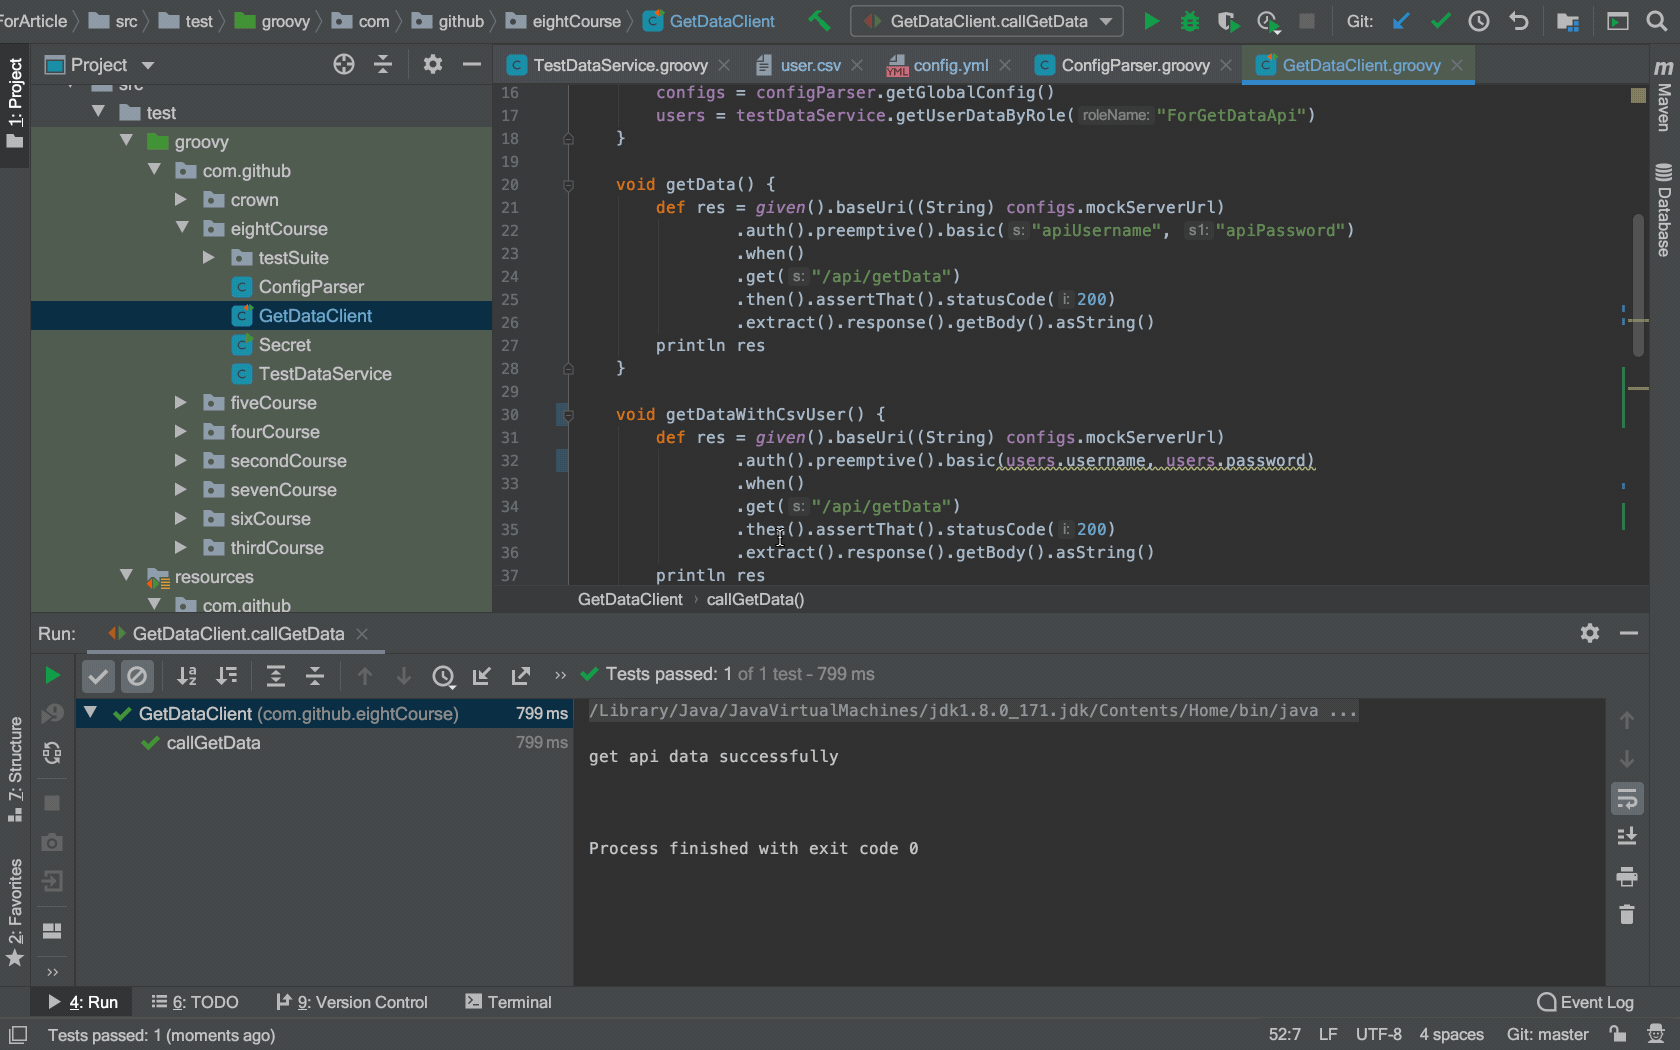 orArticle src test groovy com github eightCourse GetDataClient GetDataClient.callGetData Git:
1: Project
Project
TestDataService.groovy user.csv YML config.yml ConfigParser.groovy GetDataClient.groovy
m Maven
Database
src
test
groovy
com.github
crown
eightCourse
testSuite
ConfigParser
GetDataClient
Secret
TestDataService
fiveCourse
fourCourse
secondCourse
sevenCourse
sixCourse
thirdCourse
resources
com.github
16 configs = configParser.getGlobalConfig()
17 users = testDataService.getUserDataByRole( roleName: "ForGetDataApi")
18 }
19
20 void getData() {
21 def res = given().baseUri((String) configs.mockServerUrl)
22 .auth().preemptive().basic( s: "apiUsername", s1: "apiPassword")
23 .when()
24 .get( s: "/api/getData")
25 .then().assertThat().statusCode( i: 200)
26 .extract().response().getBody().asString()
27 println res
28 }
29
30 void getDataWithCsvUser() {
31 def res = given().baseUri((String) configs.mockServerUrl)
32 .auth().preemptive().basic(users.username, users.password)
33 .when()
34 .get( s: "/api/getData")
35 .then().assertThat().statusCode( i: 200)
36 .extract().response().getBody().asString()
37 println res
GetDataClient › callGetData()
Run: GetDataClient.callGetData
» Tests passed: 1 of 1 test - 799 ms
GetDataClient (com.github.eightCourse) 799 ms
callGetData 799 ms
/Library/Java/JavaVirtualMachines/jdk1.8.0_171.jdk/Contents/Home/bin/java ...
get api data successfully
Process finished with exit code 0
7: Structure
2: Favorites
»
4: Run 6: TODO 9: Version Control Terminal Event Log
Tests passed: 1 (moments ago) 52:7 LF UTF-8 4 spaces Git: master